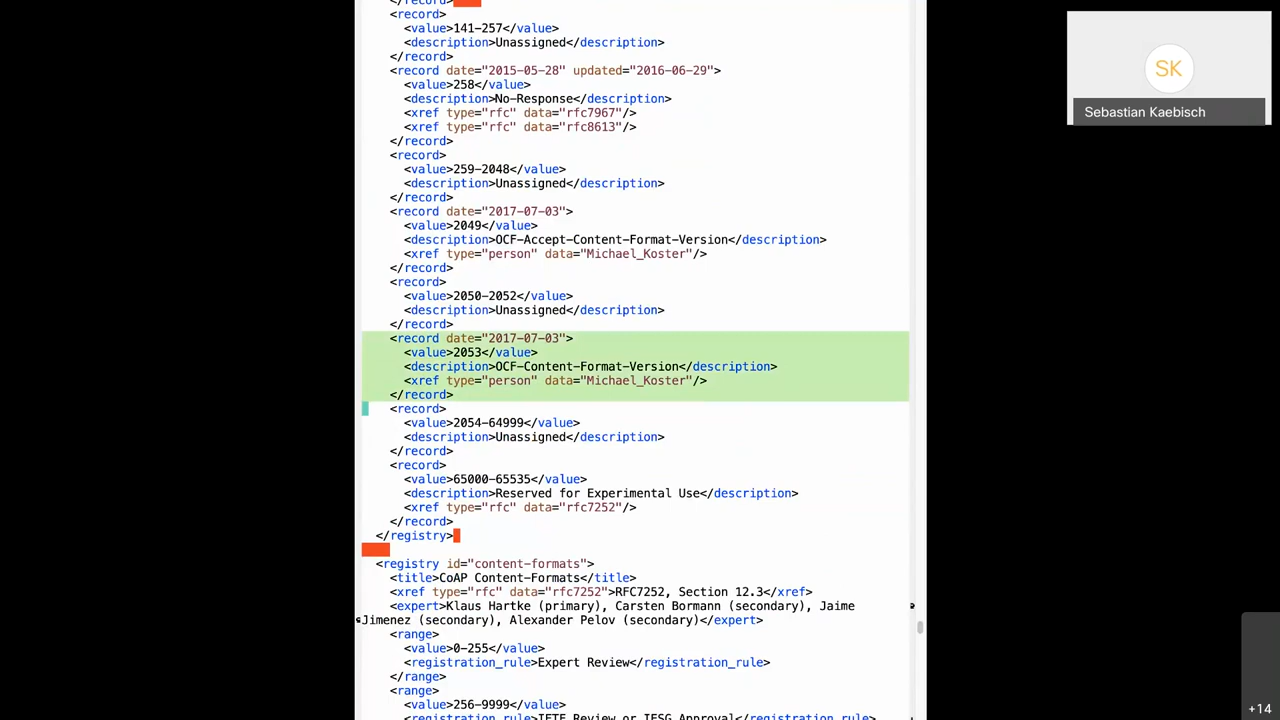 </record>
<record>
<value>141-257</value>
<description>Unassigned</description>
</record>
<record date="2015-05-28" updated="2016-06-29">
<value>258</value>
<description>No-Response</description>
<xref type="rfc" data="rfc7967"/>
<xref type="rfc" data="rfc8613"/>
</record>
<record>
<value>259-2048</value>
<description>Unassigned</description>
</record>
<record date="2017-07-03">
<value>2049</value>
<description>OCF-Accept-Content-Format-Version</description>
<xref type="person" data="Michael_Koster"/>
</record>
<record>
<value>2050-2052</value>
<description>Unassigned</description>
</record>
<record date="2017-07-03">
<value>2053</value>
<description>OCF-Content-Format-Version</description>
<xref type="person" data="Michael_Koster"/>
</record>
<record>
<value>2054-64999</value>
<description>Unassigned</description>
</record>
<record>
<value>65000-65535</value>
<description>Reserved for Experimental Use</description>
<xref type="rfc" data="rfc7252"/>
</record>
</registry>
<registry id="content-formats">
<title>CoAP Content-Formats</title>
<xref type="rfc" data="rfc7252">RFC7252, Section 12.3</xref>
<expert>Klaus Hartke (primary), Carsten Bormann (secondary), Jaime
Jimenez (secondary), Alexander Pelov (secondary)</expert>
<range>
<value>0-255</value>
<registration_rule>Expert Review</registration_rule>
</range>
<range>
<value>256-9999</value>
<registration_rule>IETF Review or IESG Approval</registration_rule>
SK
Sebastian Kaebisch
+14